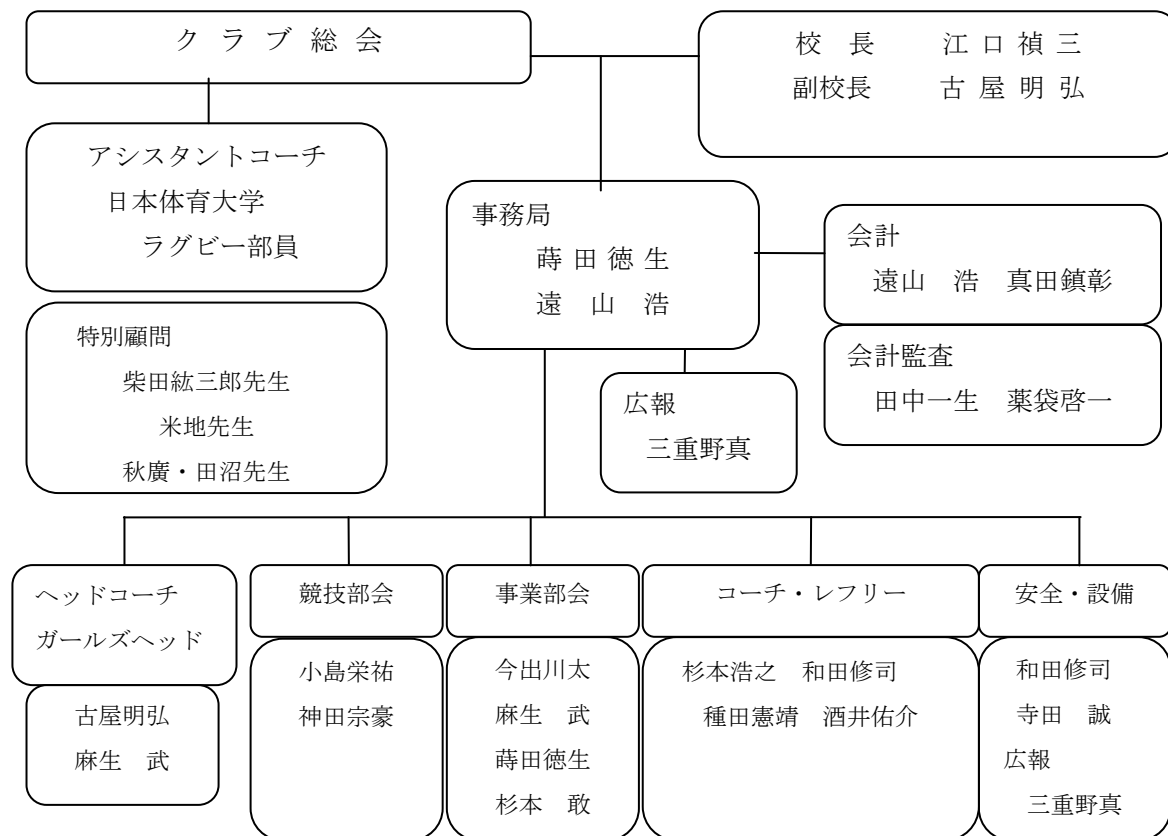 クラブ総会
校 長 江口禎三
副校長 古屋明弘
アシスタントコーチ
日本体育大学
ラグビー部員
事務局
蒔田徳生
遠 山 浩
会計
遠山 浩 真田鎮彰
特別顧問
柴田紘三郎先生
米地先生
秋廣・田沼先生
会計監査
田中一生 薬袋啓一
広報
三重野真
ヘッドコーチ
ガールズヘッド
古屋明弘
麻生 武
競技部会
小島栄祐
神田宗豪
事業部会
今出川太
麻生 武
蒔田徳生
杉本 敢
コーチ・レフリー
杉本浩之 和田修司
種田憲靖 酒井佑介
安全・設備
和田修司
寺田 誠
広報
三重野真